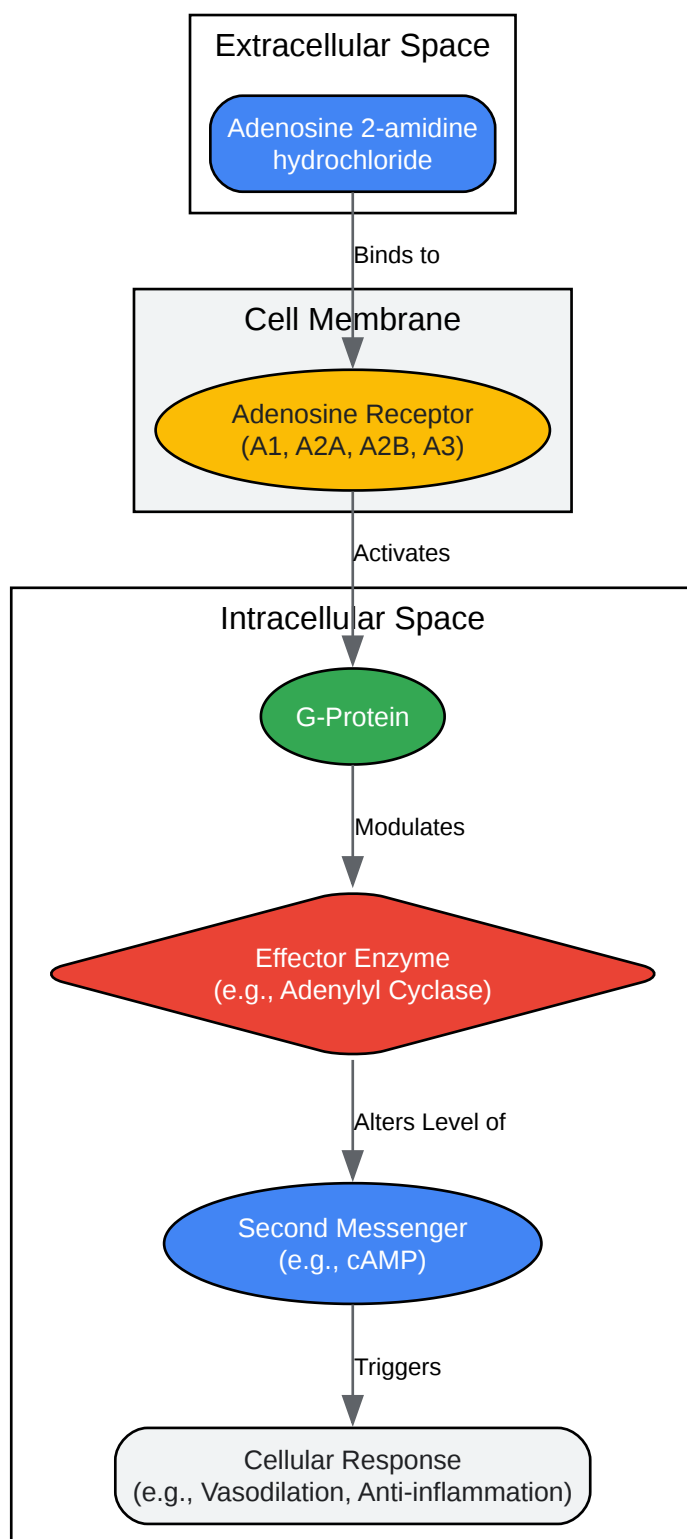 Extracellular Space
Adenosine 2-amidine
hydrochloride
Binds to
Cell Membrane
Adenosine Receptor
(A1, A2A, A2B, A3)
Activates
Intracellular Space
G-Protein
Modulates
Effector Enzyme
(e.g., Adenylyl Cyclase)
Alters Level of
Second Messenger
(e.g., cAMP)
Triggers
Cellular Response
(e.g., Vasodilation, Anti-inflammation)